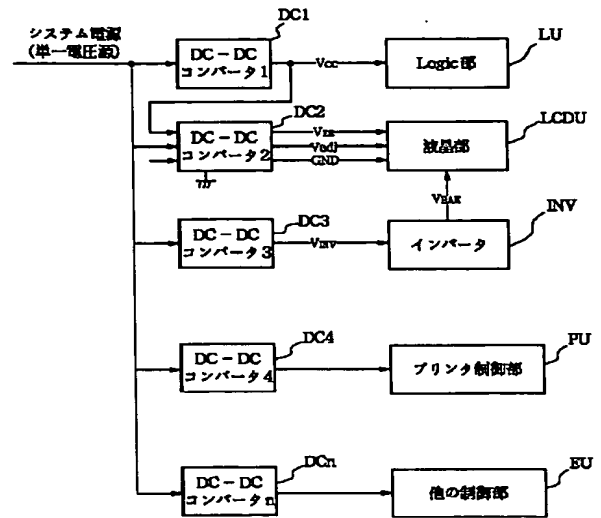 システム電源
(単一電圧源)
DC1
DC-DC
コンバータ1
VCC
Logic部
LU
DC2
DC-DC
コンバータ2
VEE
Vadj
GND
液晶部
LCDU
VBAK
DC3
DC-DC
コンバータ3
VINV
インバータ
INV
DC4
DC-DC
コンバータ4
プリンタ制御部
PU
DCn
DC-DC
コンバータn
他の制御部
EU